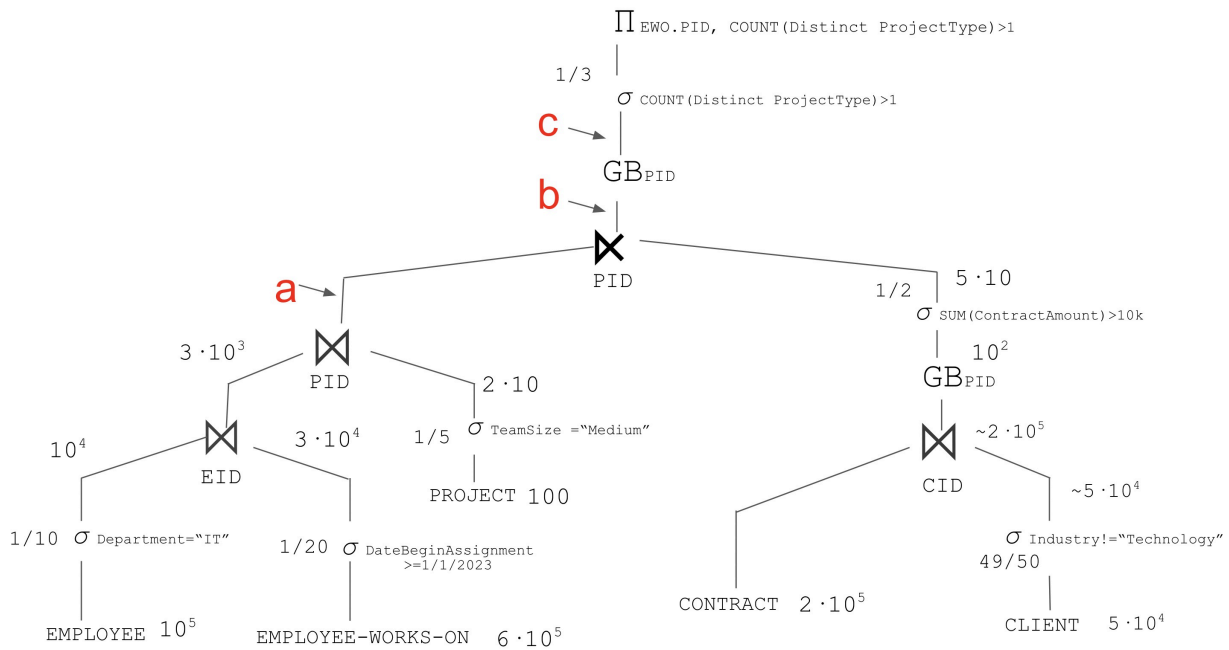 ∏ EWO.PID, COUNT(Distinct ProjectType)>1
1/3
σ COUNT(Distinct ProjectType)>1
c
GB PID
b
⋉
PID
a
5·10
1/2
σ SUM(ContractAmount)>10k
3·10³
⋈
PID
10²
GB PID
2·10
1/5 σ TeamSize =“Medium”
PROJECT 100
10⁴
⋈
EID
3·10⁴
⋈
CID
~2·10⁵
~5·10⁴
1/10 σ Department=“IT”
1/20 σ DateBeginAssignment
>=1/1/2023
σ Industry!=“Technology”
49/50
EMPLOYEE 10⁵
EMPLOYEE-WORKS-ON 6·10⁵
CONTRACT 2·10⁵
CLIENT 5·10⁴